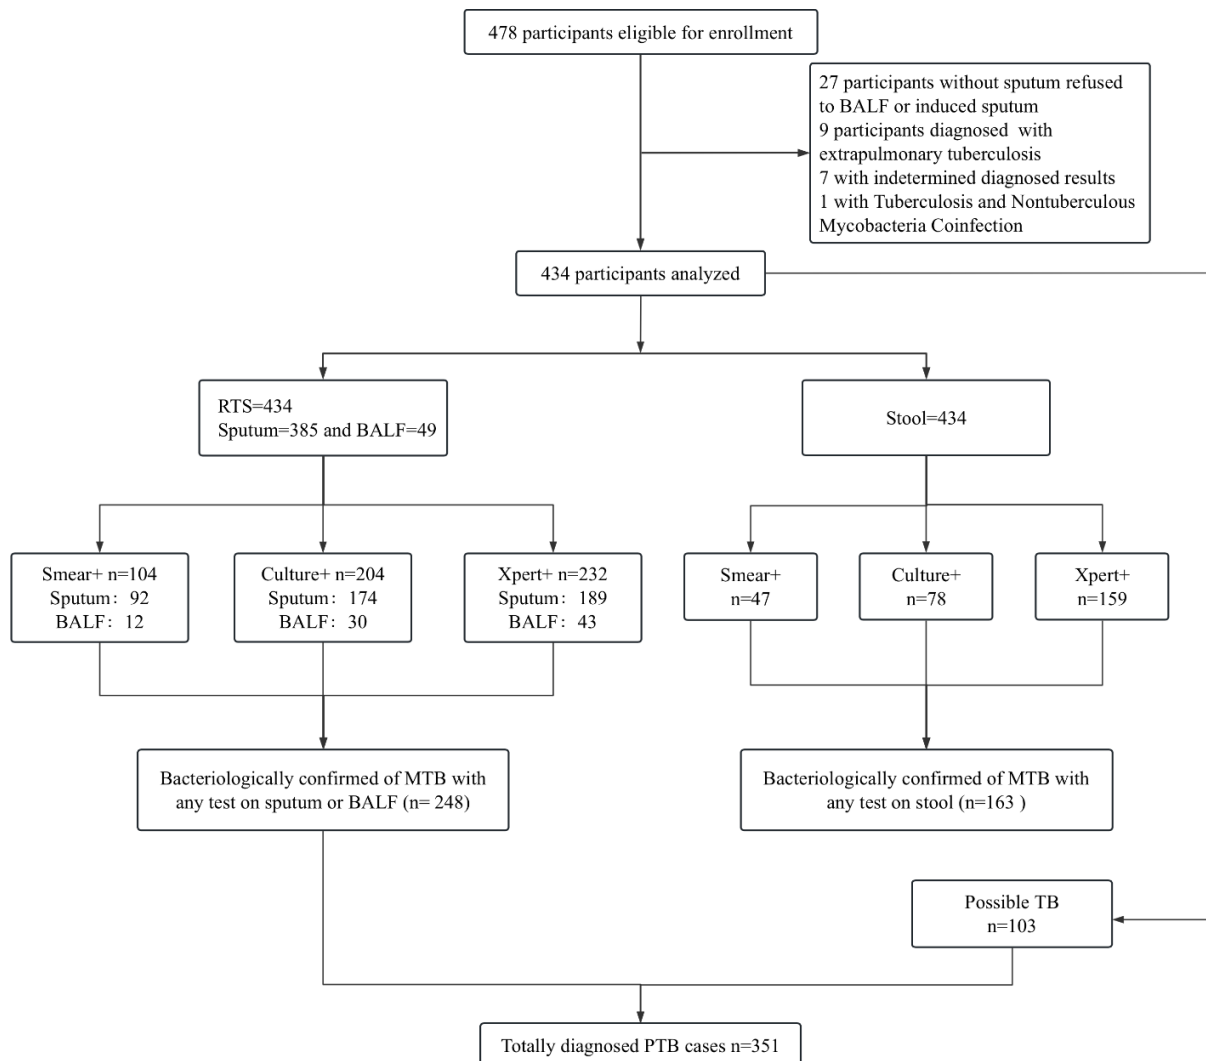 478 participants eligible for enrollment
27 participants without sputum refused
to BALF or induced sputum
9 participants diagnosed  with
extrapulmonary tuberculosis
7 with indetermined diagnosed results
1 with Tuberculosis and Nontuberculous
Mycobacteria Coinfection
434 participants analyzed
RTS=434
Sputum=385 and BALF=49
Stool=434
Smear+ n=104
Sputum：92
BALF：12
Culture+ n=204
Sputum：174
BALF：30
Xpert+ n=232
Sputum：189
BALF：43
Smear+
n=47
Culture+
n=78
Xpert+
n=159
Bacteriologically confirmed of MTB with
any test on sputum or BALF (n= 248)
Bacteriologically confirmed of MTB with
any test on stool (n=163 )
Possible TB
n=103
Totally diagnosed PTB cases n=351